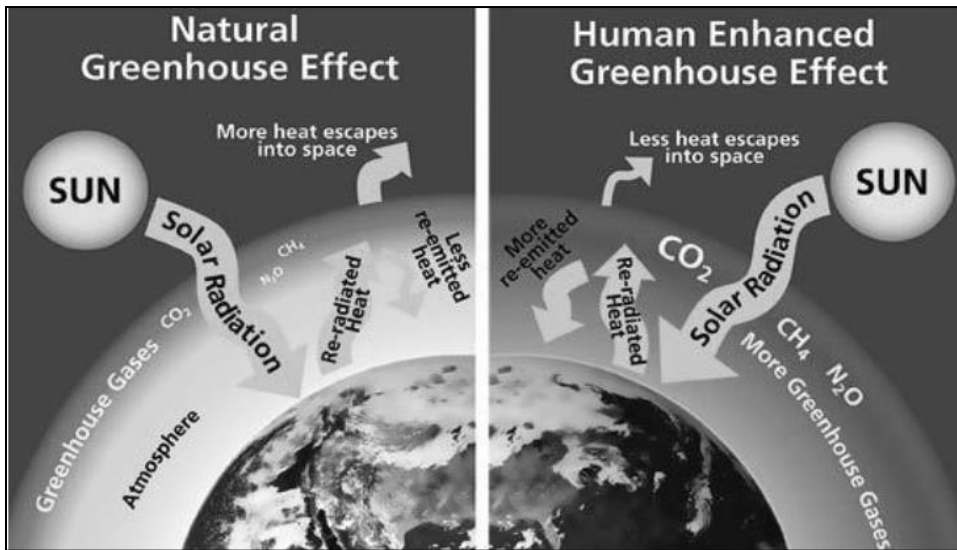 Natural
Greenhouse Effect
More heat escapes
into space
SUN
Solar Radiation
CH₄
N₂O
CO₂
Less
re-emitted
heat
Re-radiated
Heat
Greenhouse Gases
Atmosphere
Human Enhanced
Greenhouse Effect
Less heat escapes
into space
SUN
More
re-emitted
heat
CO₂
Re-radiated
Heat
Solar Radiation
CH₄
N₂O
More Greenhouse Gases